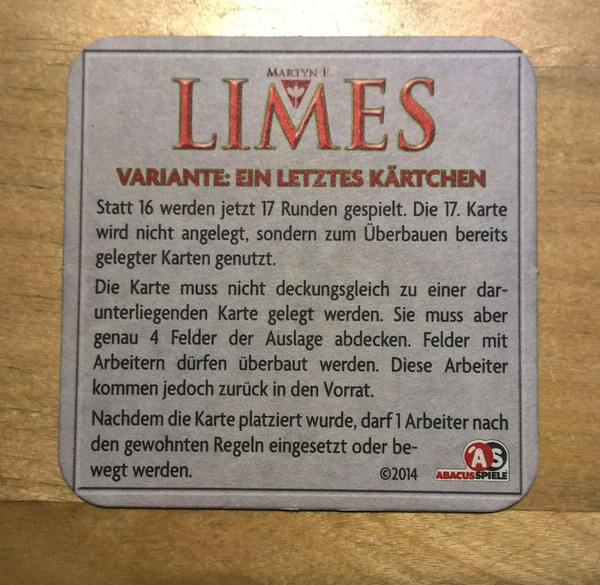 MARTYN F.
LIMES
VARIANTE: EIN LETZTES KÄRTCHEN
Statt 16 werden jetzt 17 Runden gespielt. Die 17. Karte
wird nicht angelegt, sondern zum Überbauen bereits
gelegter Karten genutzt.
Die Karte muss nicht deckungsgleich zu einer dar-
unterliegenden Karte gelegt werden. Sie muss aber
genau 4 Felder der Auslage abdecken. Felder mit
Arbeitern dürfen überbaut werden. Diese Arbeiter
kommen jedoch zurück in den Vorrat.
Nachdem die Karte platziert wurde, darf 1 Arbeiter nach
den gewohnten Regeln eingesetzt oder be-
wegt werden.
©2014
AS
ABACUSSPIELE